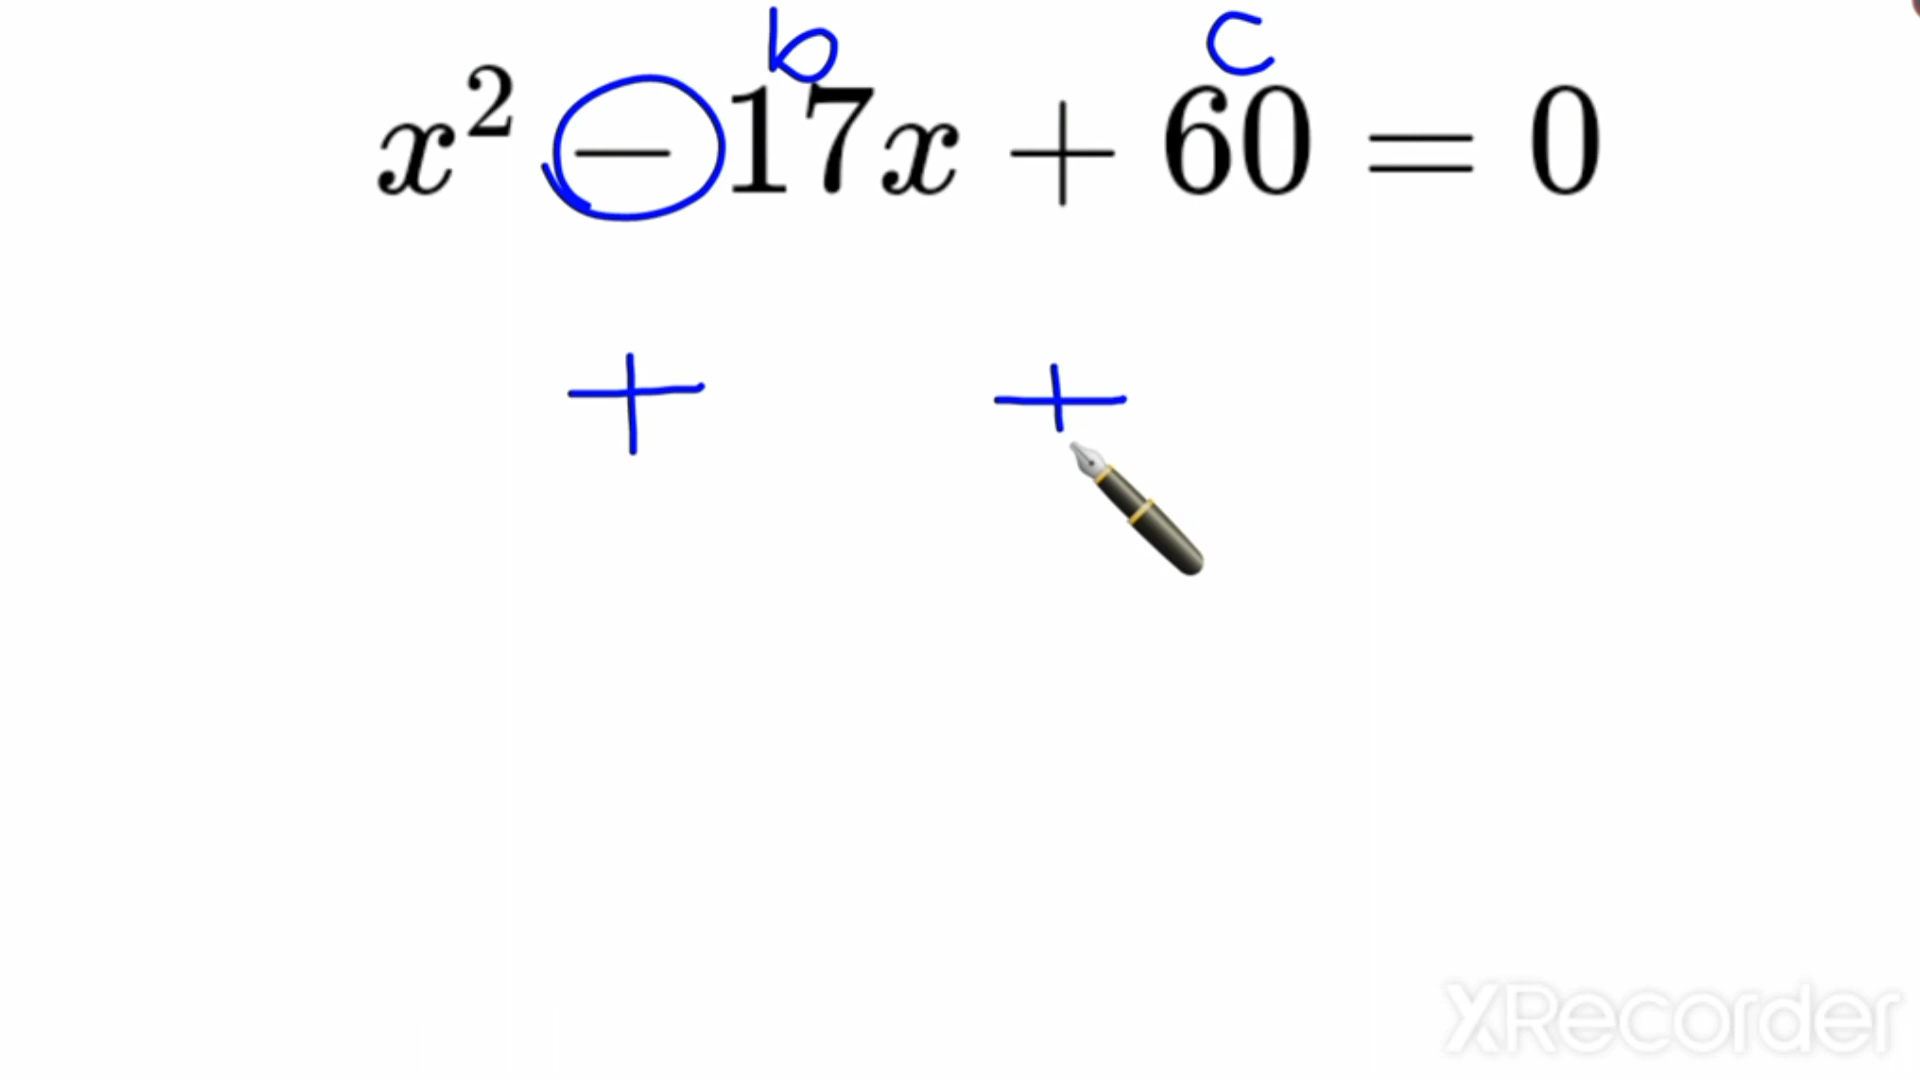 b c
x² − 17x + 60 = 0
+ +
XRecorder